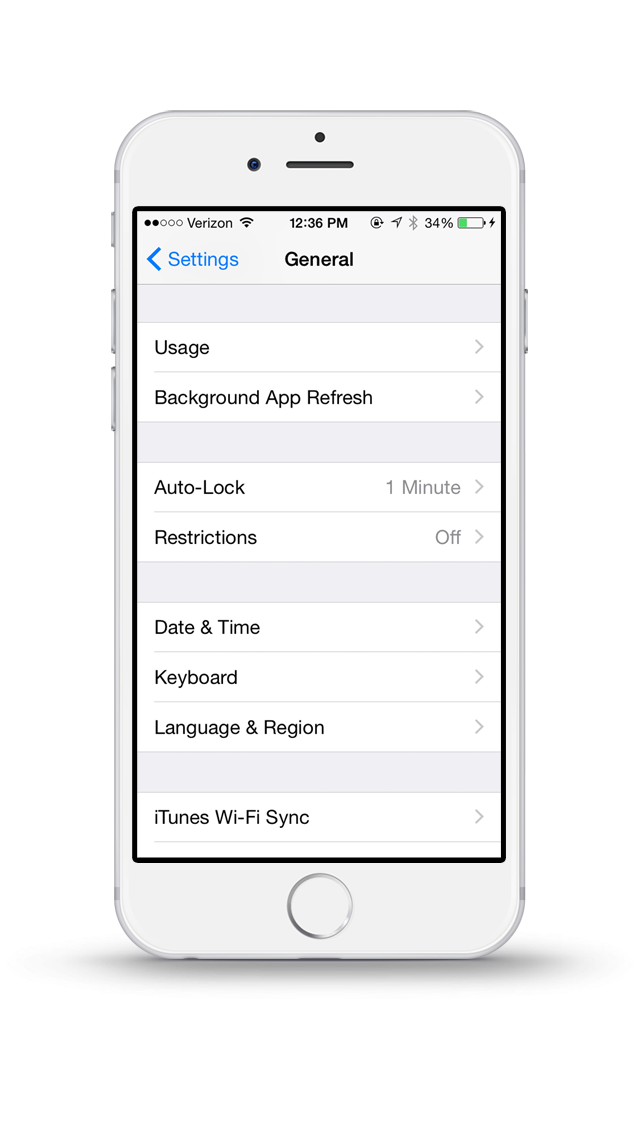 Verizon 12:36 PM 34%
Settings General
Usage
Background App Refresh
Auto-Lock 1 Minute
Restrictions Off
Date & Time
Keyboard
Language & Region
iTunes Wi-Fi Sync